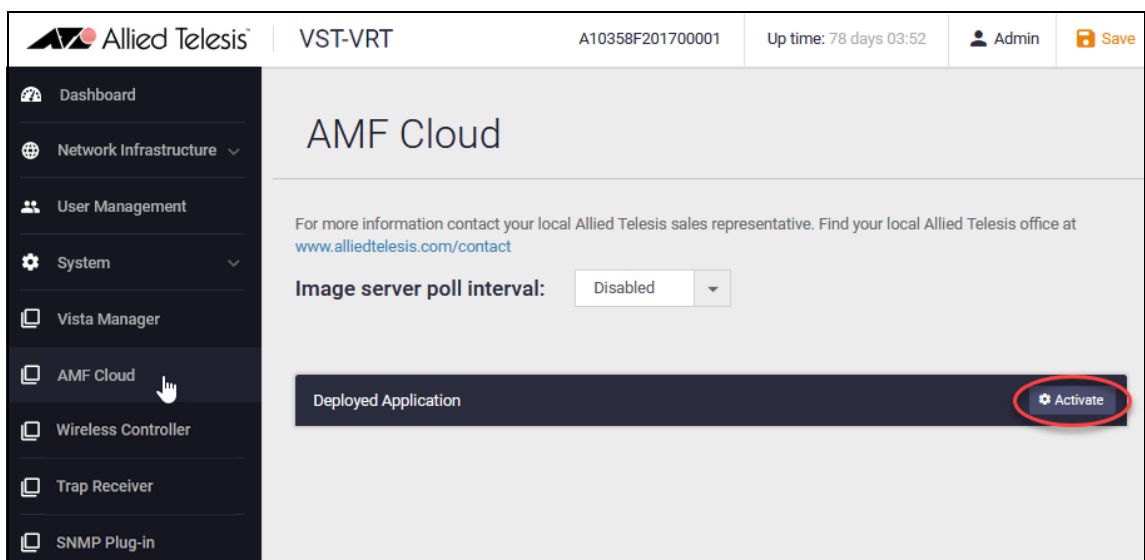 Allied Telesis
VST-VRT
A10358F201700001
Up time: 78 days 03:52
Admin
Save
Dashboard
Network Infrastructure
User Management
System
Vista Manager
AMF Cloud
Wireless Controller
Trap Receiver
SNMP Plug-in
AMF Cloud
For more information contact your local Allied Telesis sales representative. Find your local Allied Telesis office at
www.alliedtelesis.com/contact
Image server poll interval:
Disabled
Deployed Application
Activate